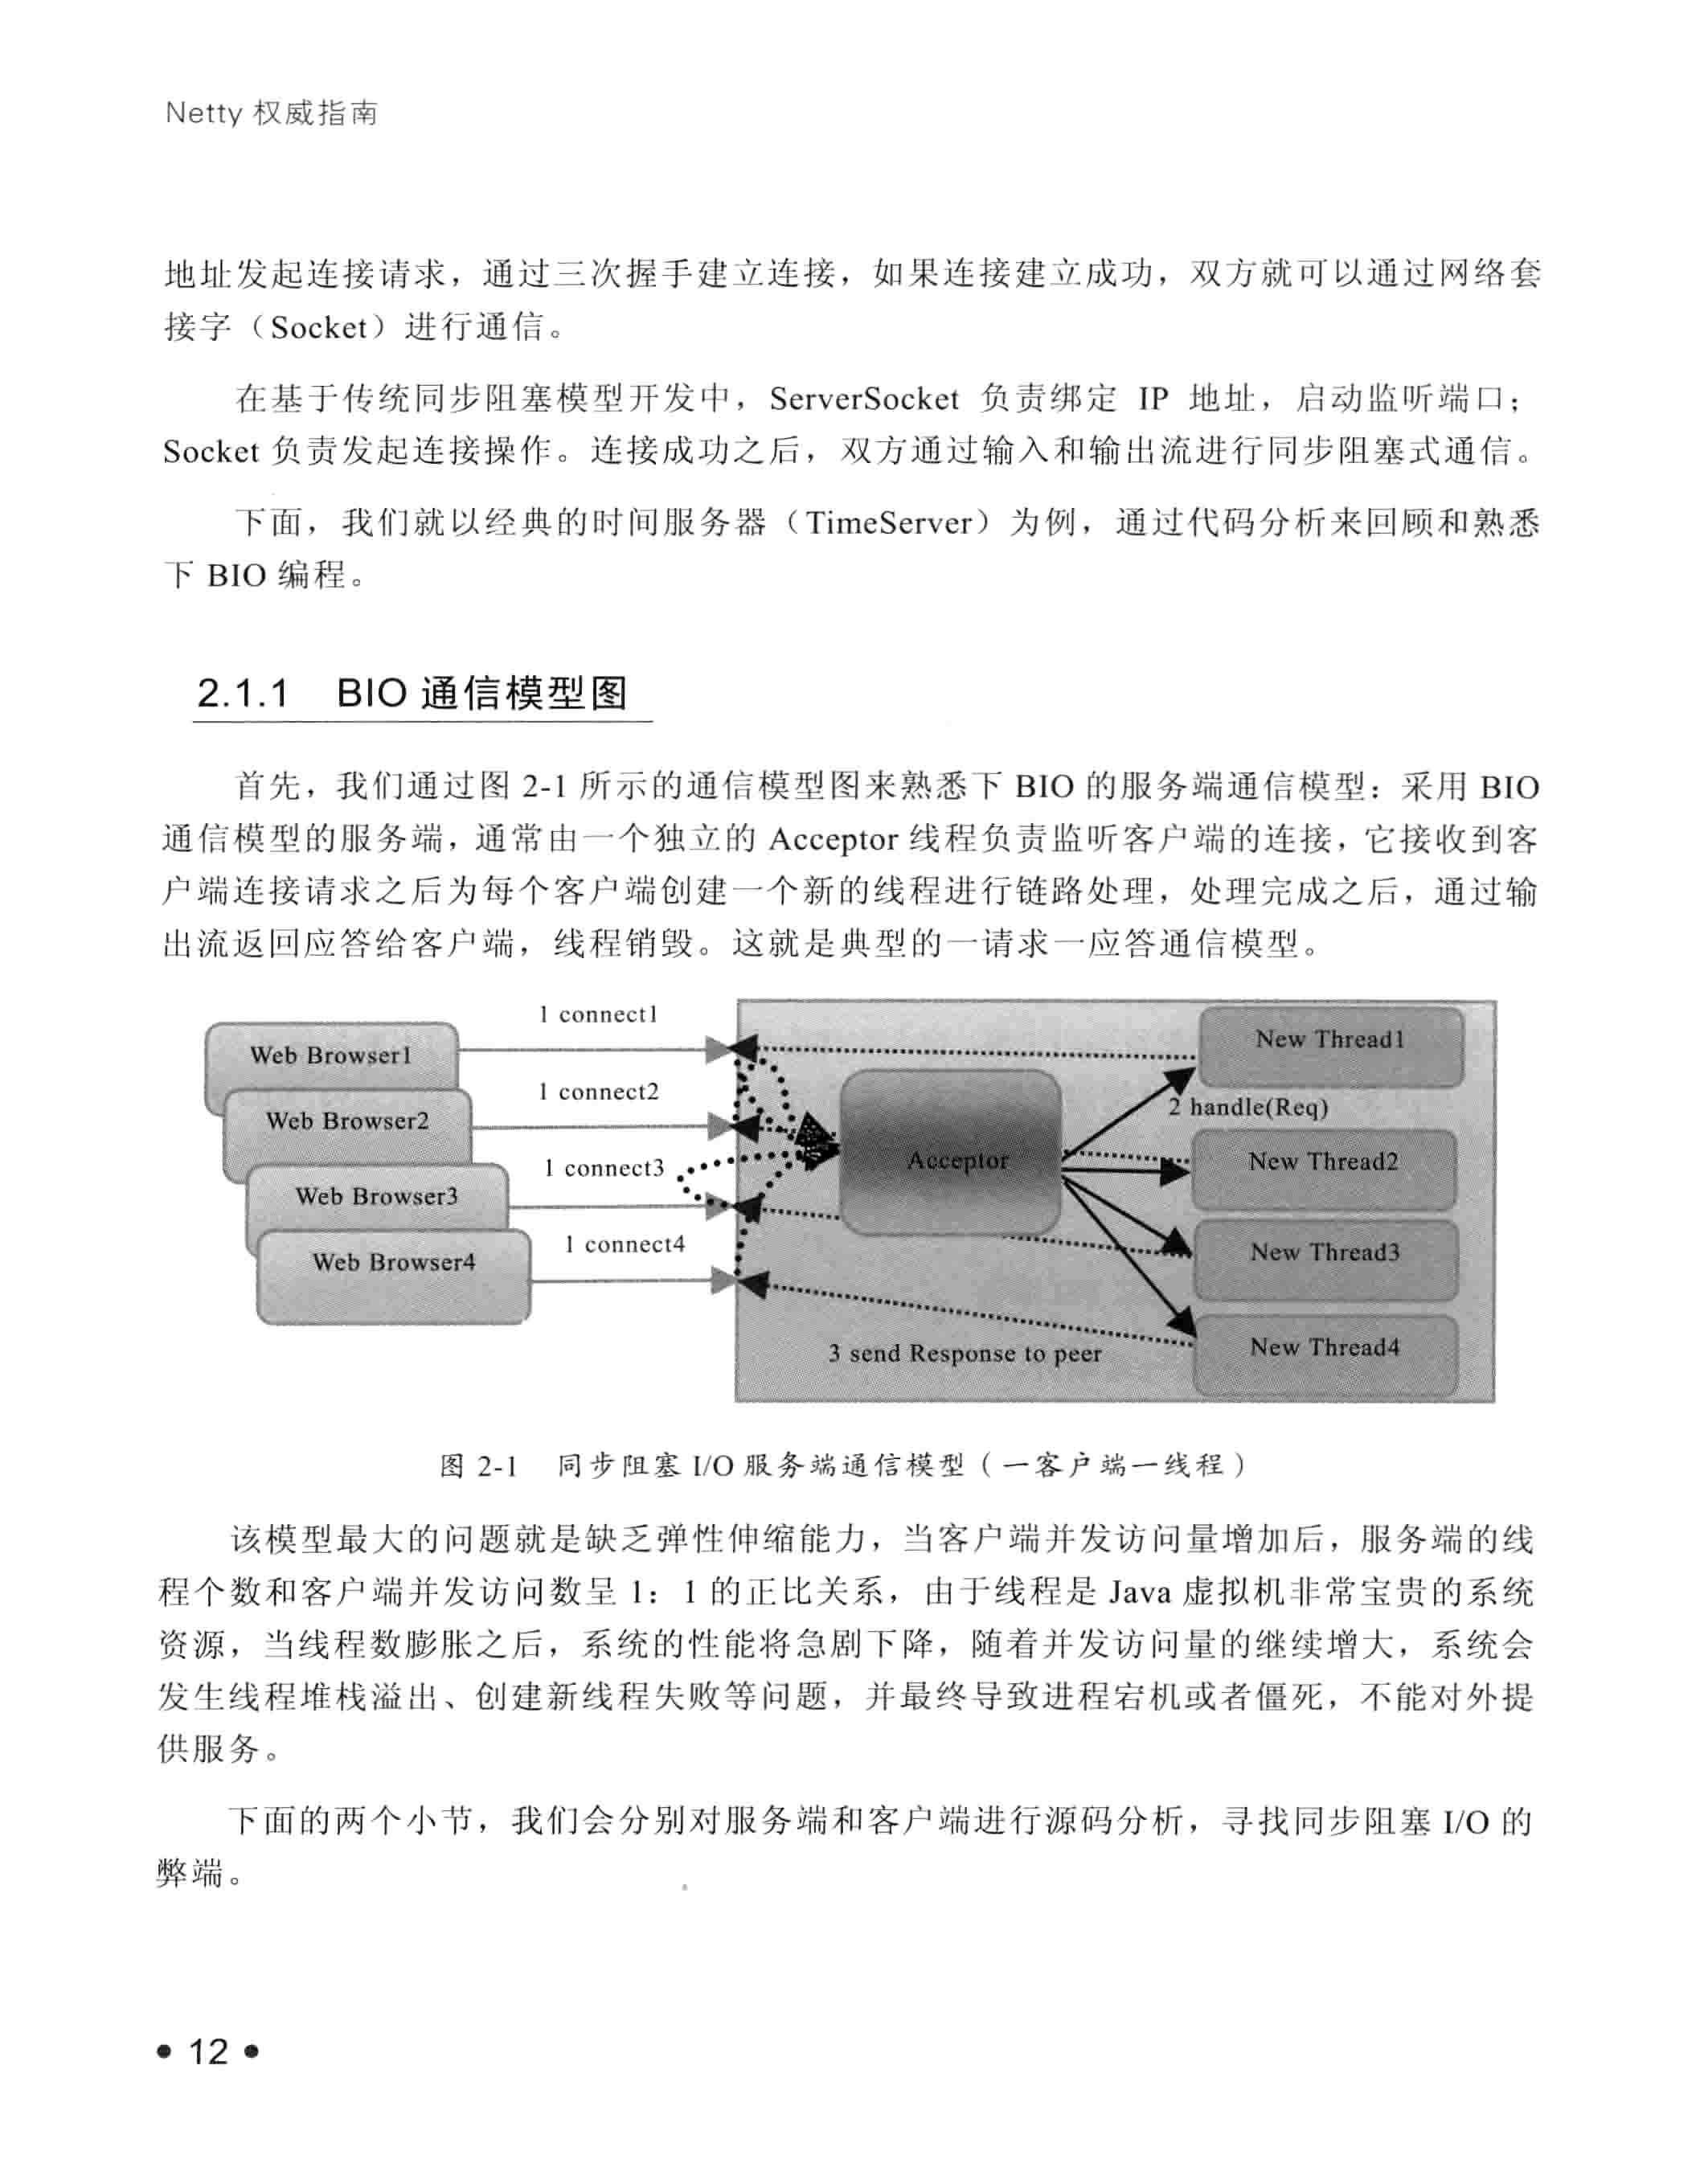 Netty 权威指南
地址发起连接请求，通过三次握手建立连接，如果连接建立成功，双方就可以通过网络套
接字（Socket）进行通信。
在基于传统同步阻塞模型开发中，ServerSocket 负责绑定 IP 地址，启动监听端口；
Socket 负责发起连接操作。连接成功之后，双方通过输入和输出流进行同步阻塞式通信。
下面，我们就以经典的时间服务器（TimeServer）为例，通过代码分析来回顾和熟悉
下 BIO 编程。
2.1.1 BIO 通信模型图
首先，我们通过图 2-1 所示的通信模型图来熟悉下 BIO 的服务端通信模型：采用 BIO
通信模型的服务端，通常由一个独立的 Acceptor 线程负责监听客户端的连接，它接收到客
户端连接请求之后为每个客户端创建一个新的线程进行链路处理，处理完成之后，通过输
出流返回应答给客户端，线程销毁。这就是典型的一请求一应答通信模型。
1 connect1
Web Browser1
New Thread1
1 connect2
Web Browser2
2 handle(Req)
1 connect3
Acceptor
New Thread2
Web Browser3
1 connect4
New Thread3
Web Browser4
3 send Response to peer
New Thread4
图 2-1 同步阻塞 I/O 服务端通信模型（一客户端一线程）
该模型最大的问题就是缺乏弹性伸缩能力，当客户端并发访问量增加后，服务端的线
程个数和客户端并发访问数呈 1：1 的正比关系，由于线程是 Java 虚拟机非常宝贵的系统
资源，当线程数膨胀之后，系统的性能将急剧下降，随着并发访问量的继续增大，系统会
发生线程堆栈溢出、创建新线程失败等问题，并最终导致进程宕机或者僵死，不能对外提
供服务。
下面的两个小节，我们会分别对服务端和客户端进行源码分析，寻找同步阻塞 I/O 的
弊端。
• 12 •